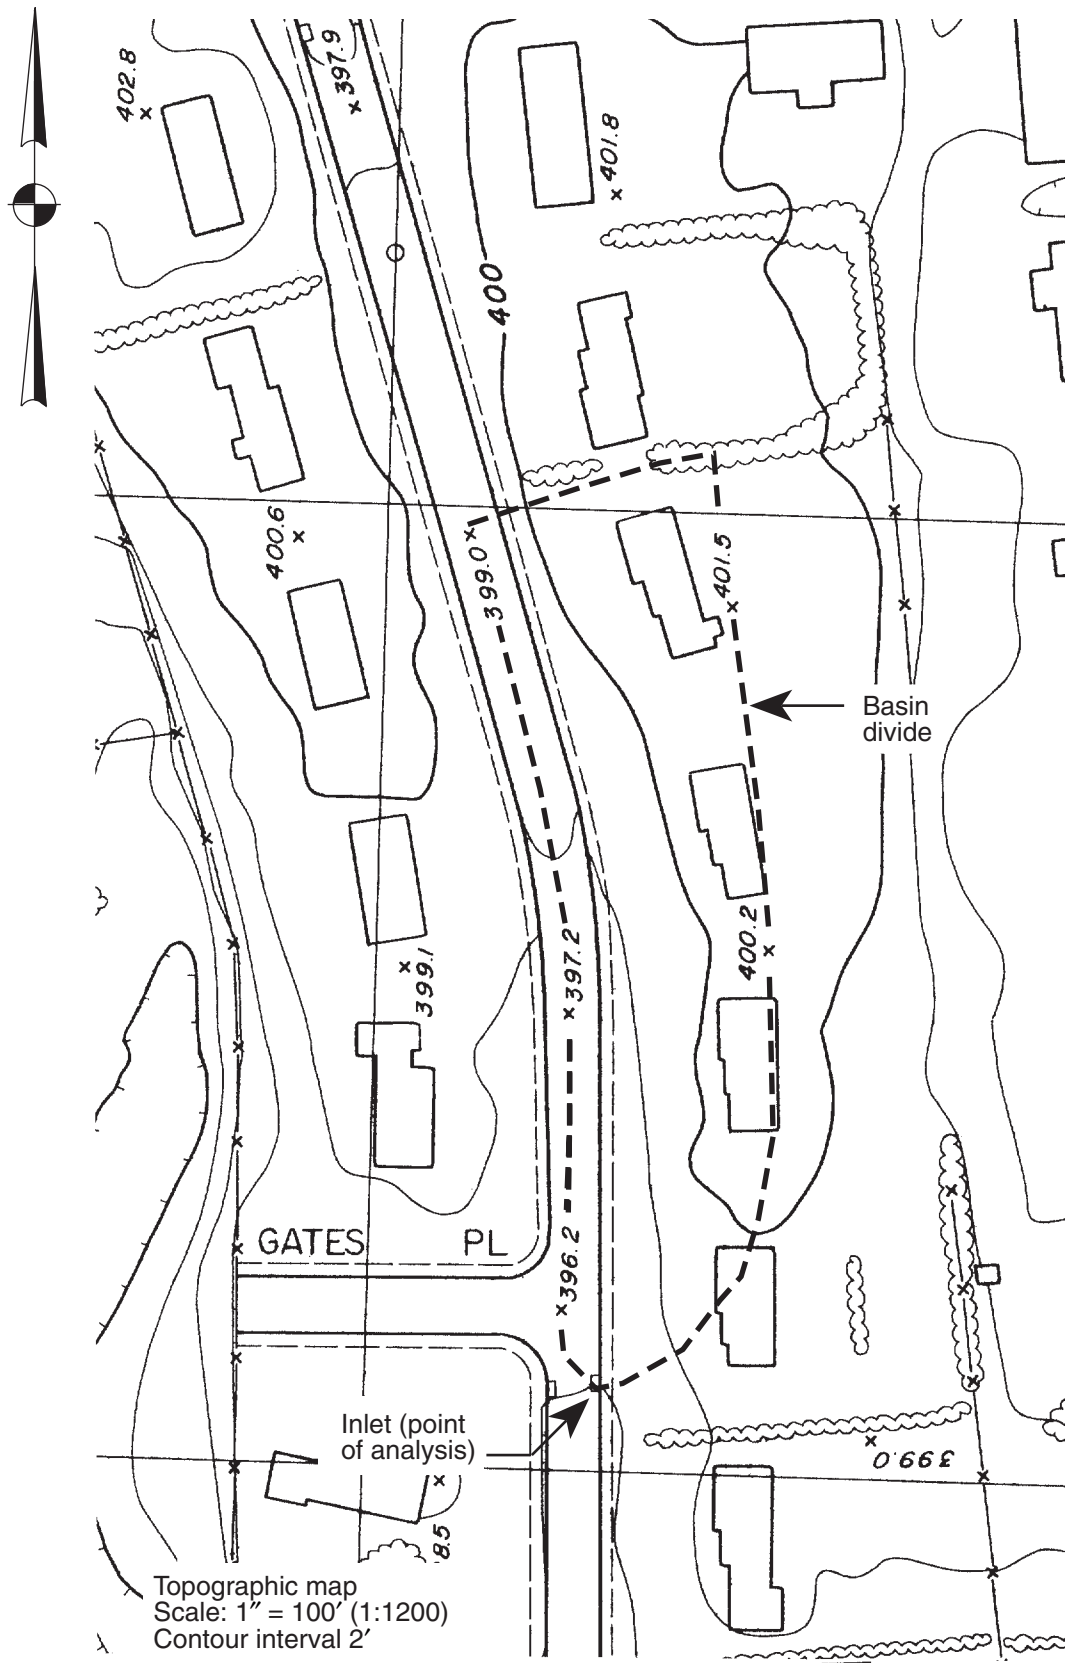 402.8
397.9
401.8
400
400.6
399.0
401.5
Basin
divide
400.2
397.2
399.1
GATES PL
396.2
Inlet (point
of analysis)
399.0
8.5
Topographic map
Scale: 1″ = 100′ (1:1200)
Contour interval 2′